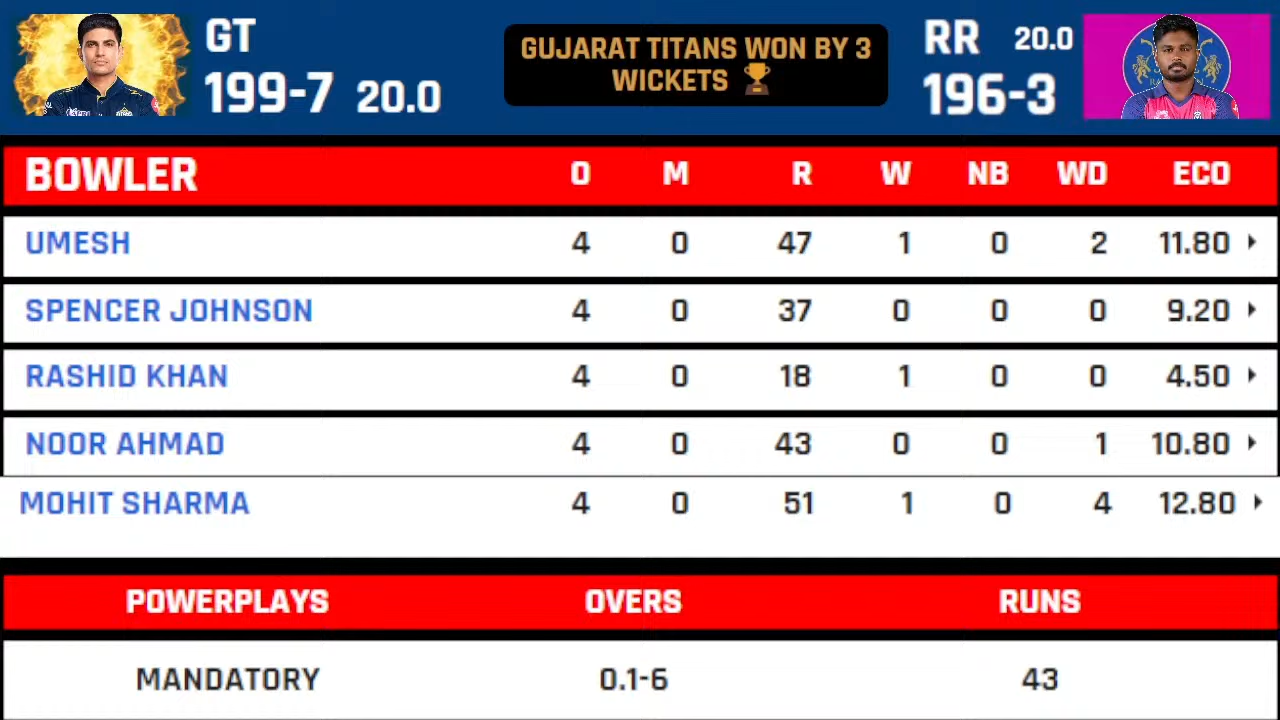 GT
199-7 20.0
GUJARAT TITANS WON BY 3
WICKETS 🏆
RR 20.0
196-3
BOWLER O M R W NB WD ECO
UMESH 4 0 47 1 0 2 11.80
SPENCER JOHNSON 4 0 37 0 0 0 9.20
RASHID KHAN 4 0 18 1 0 0 4.50
NOOR AHMAD 4 0 43 0 0 1 10.80
MOHIT SHARMA 4 0 51 1 0 4 12.80
POWERPLAYS OVERS RUNS
MANDATORY 0.1-6 43